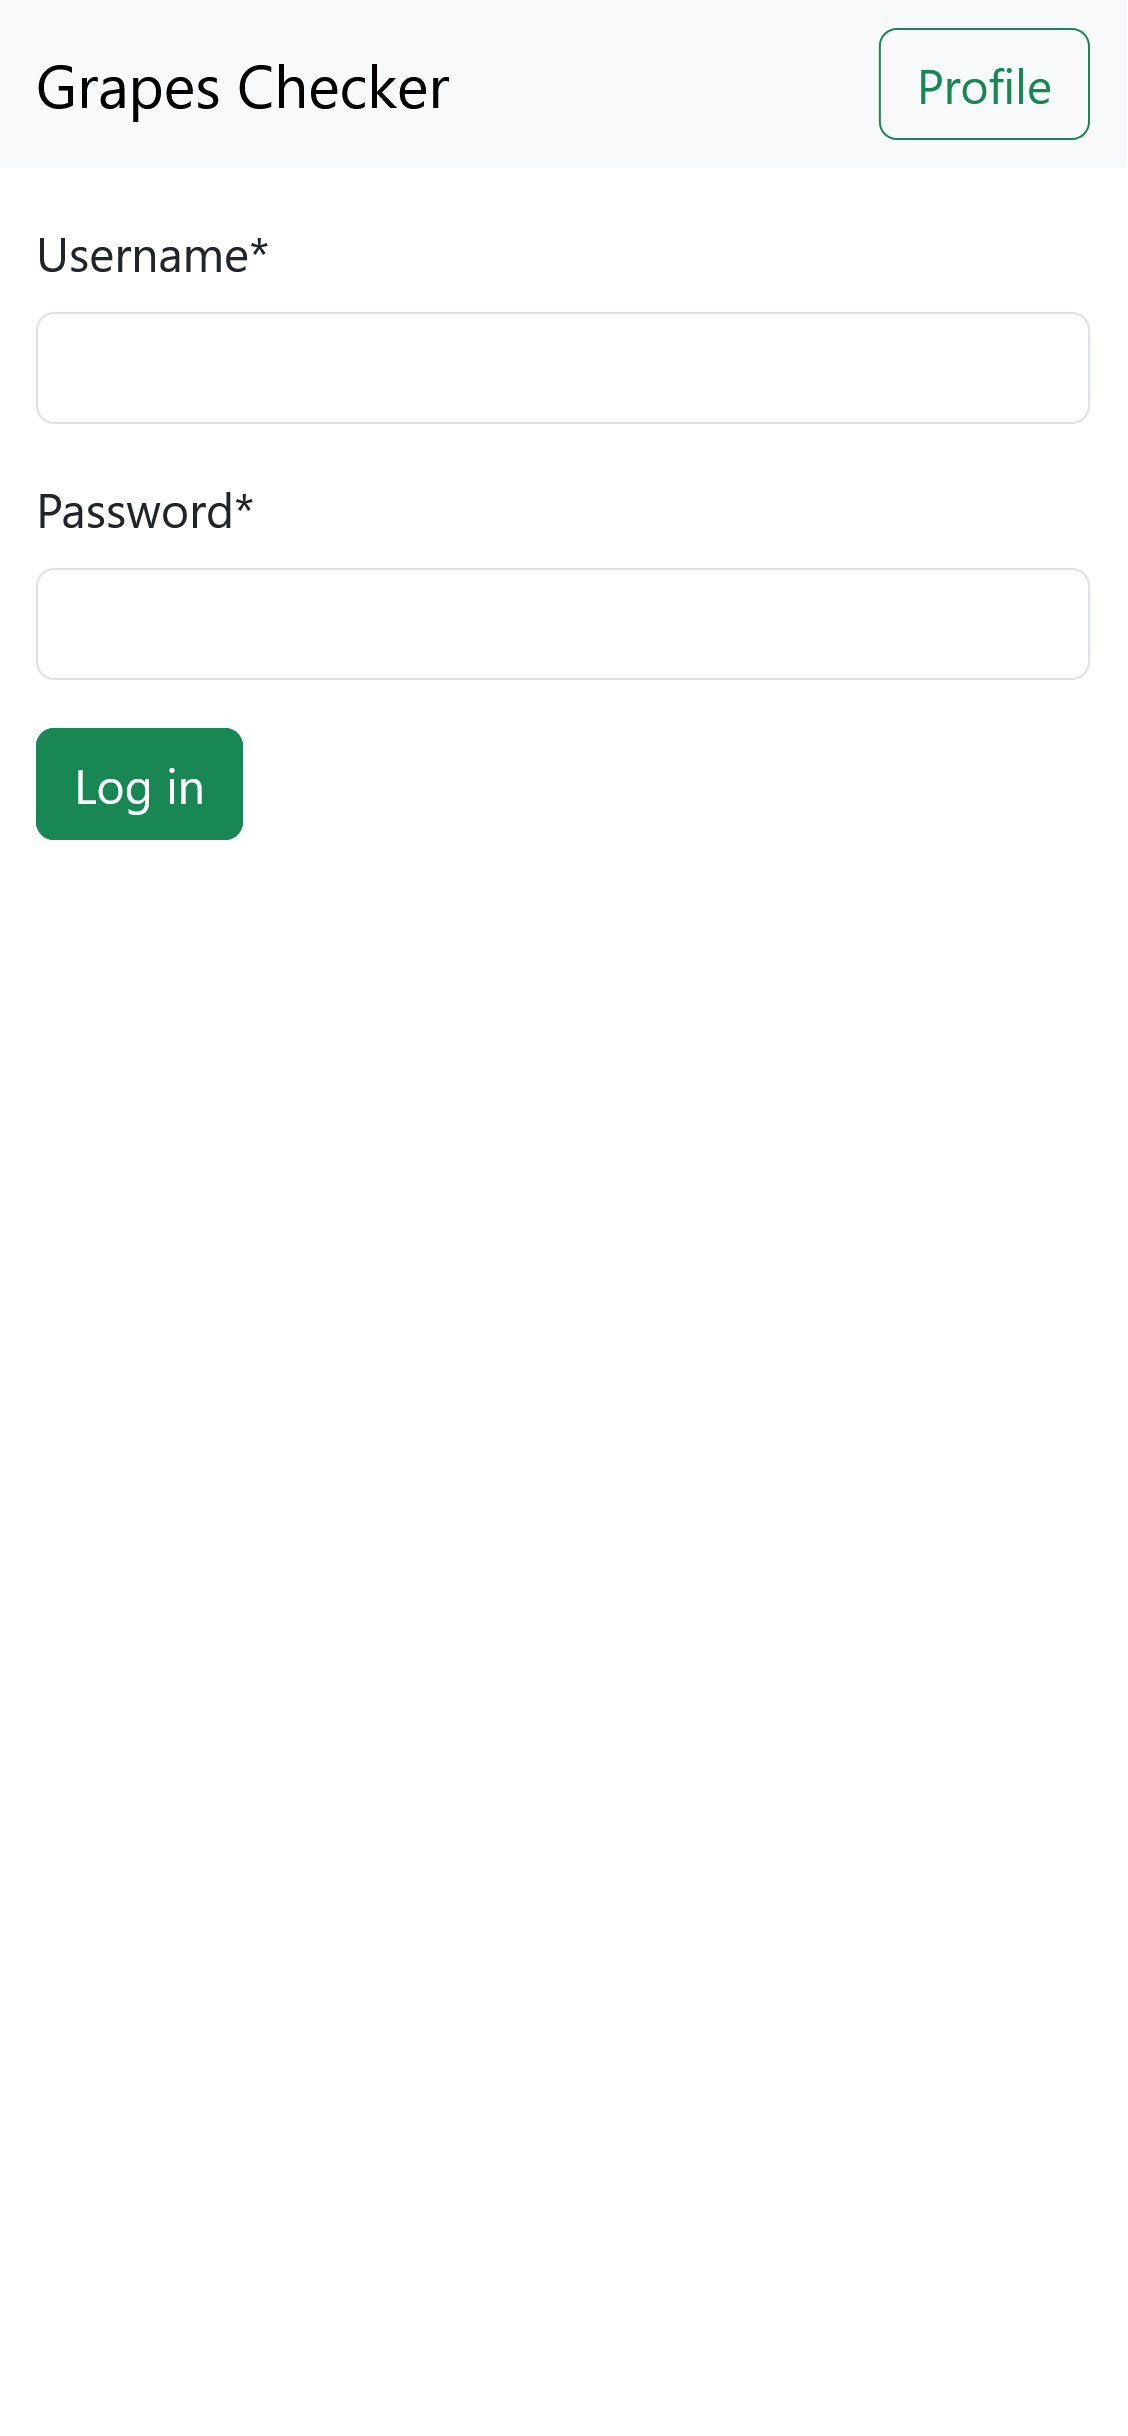 Grapes Checker
Profile
Username*
Password*
Log in